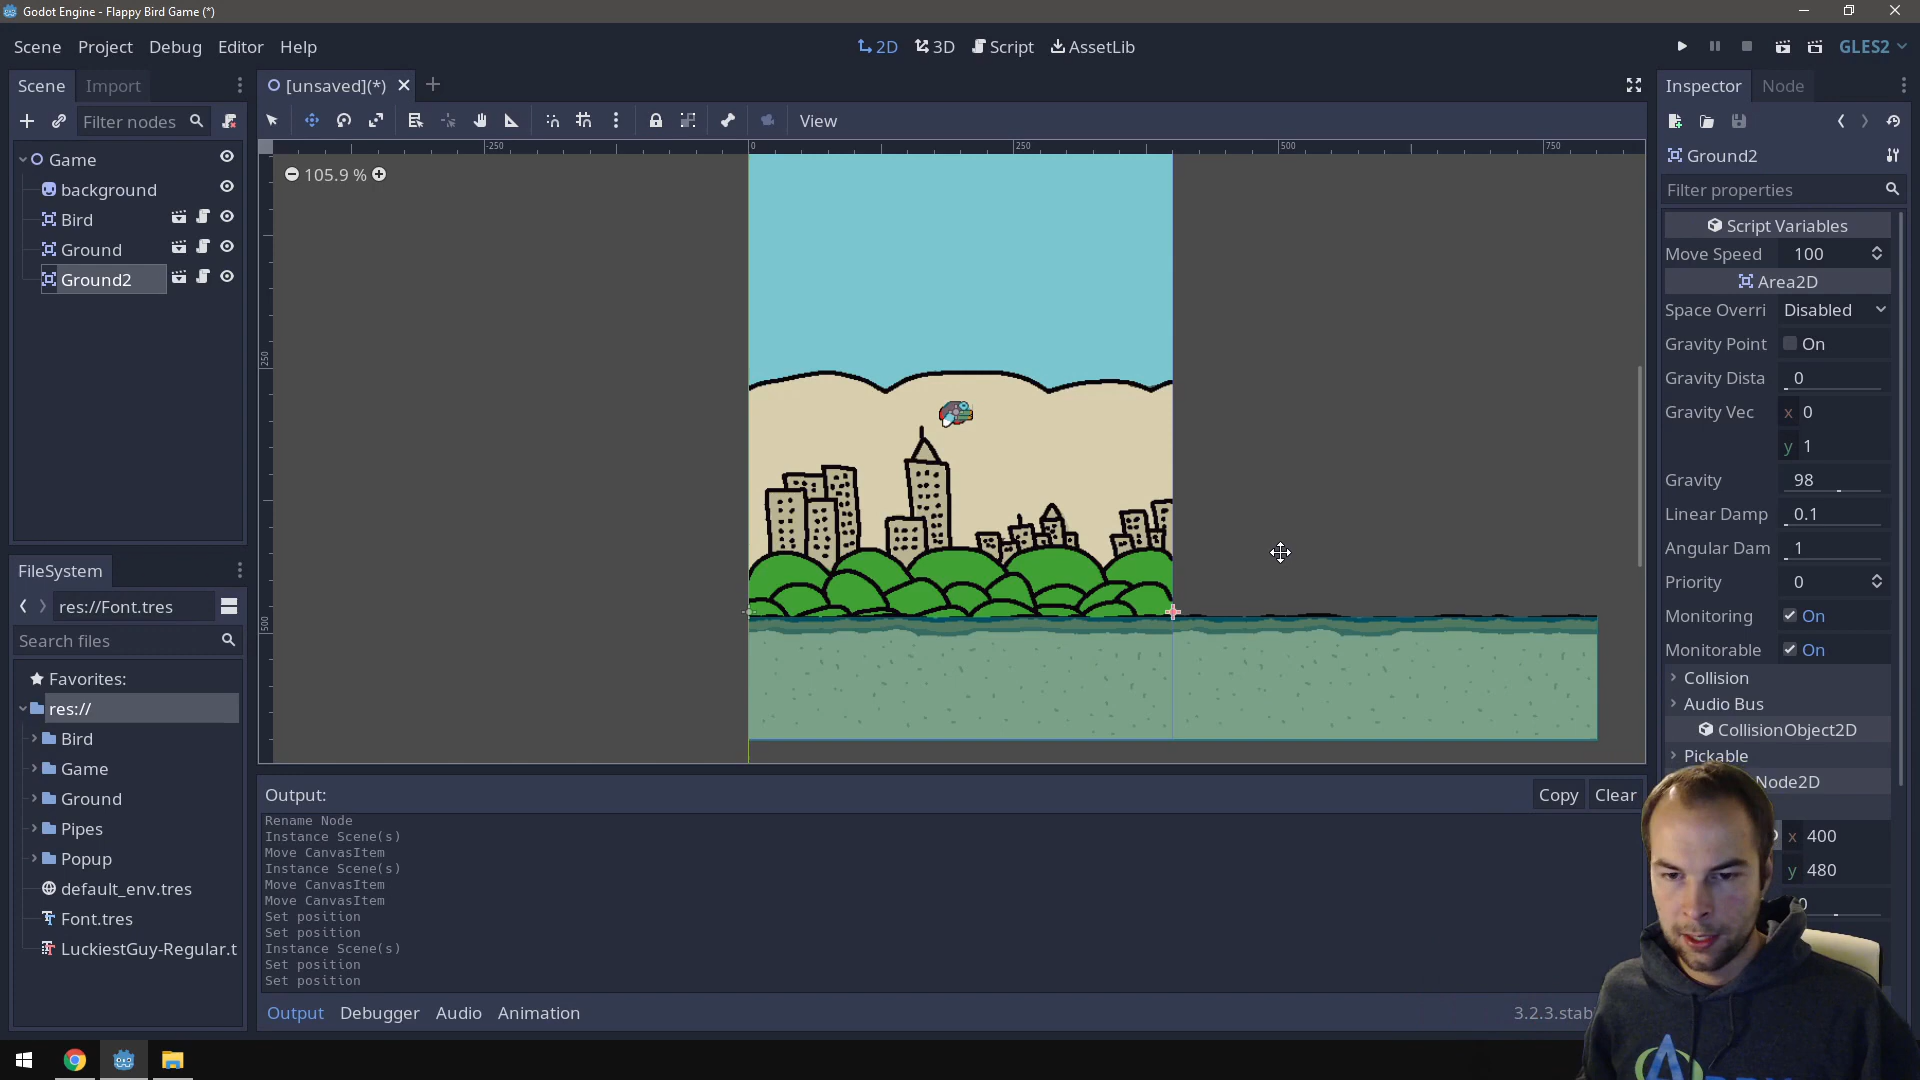 Godot Engine - Flappy Bird Game (*)
Scene Project Debug Editor Help
2D 3D Script AssetLib
GLES2
Scene Import
[unsaved](*)
Inspector Node
Filter nodes
View
Game
background
Bird
Ground
Ground2
-250 0 250 500 750
250
500
105.9 %
Ground2
Filter properties
Script Variables
Move Speed 100
Area2D
Space Overri Disabled
Gravity Point On
Gravity Dista 0
Gravity Vec x 0
y 1
Gravity 98
Linear Damp 0.1
Angular Dam 1
Priority 0
Monitoring On
Monitorable On
Collision
Audio Bus
CollisionObject2D
Pickable
Node2D
x 400
y 480
0
FileSystem
res://Font.tres
Search files
Favorites:
res://
Bird
Game
Ground
Pipes
Popup
default_env.tres
Font.tres
LuckiestGuy-Regular.t
Output:
Copy Clear
Rename Node
Instance Scene(s)
Move CanvasItem
Instance Scene(s)
Move CanvasItem
Move CanvasItem
Set position
Set position
Instance Scene(s)
Set position
Set position
Output Debugger Audio Animation
3.2.3.stab